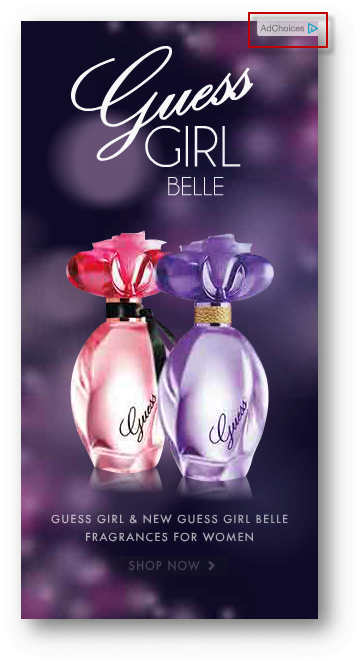 AdChoices
Guess
GIRL
BELLE
Guess
Guess
GUESS GIRL & NEW GUESS GIRL BELLE
FRAGRANCES FOR WOMEN
SHOP NOW >